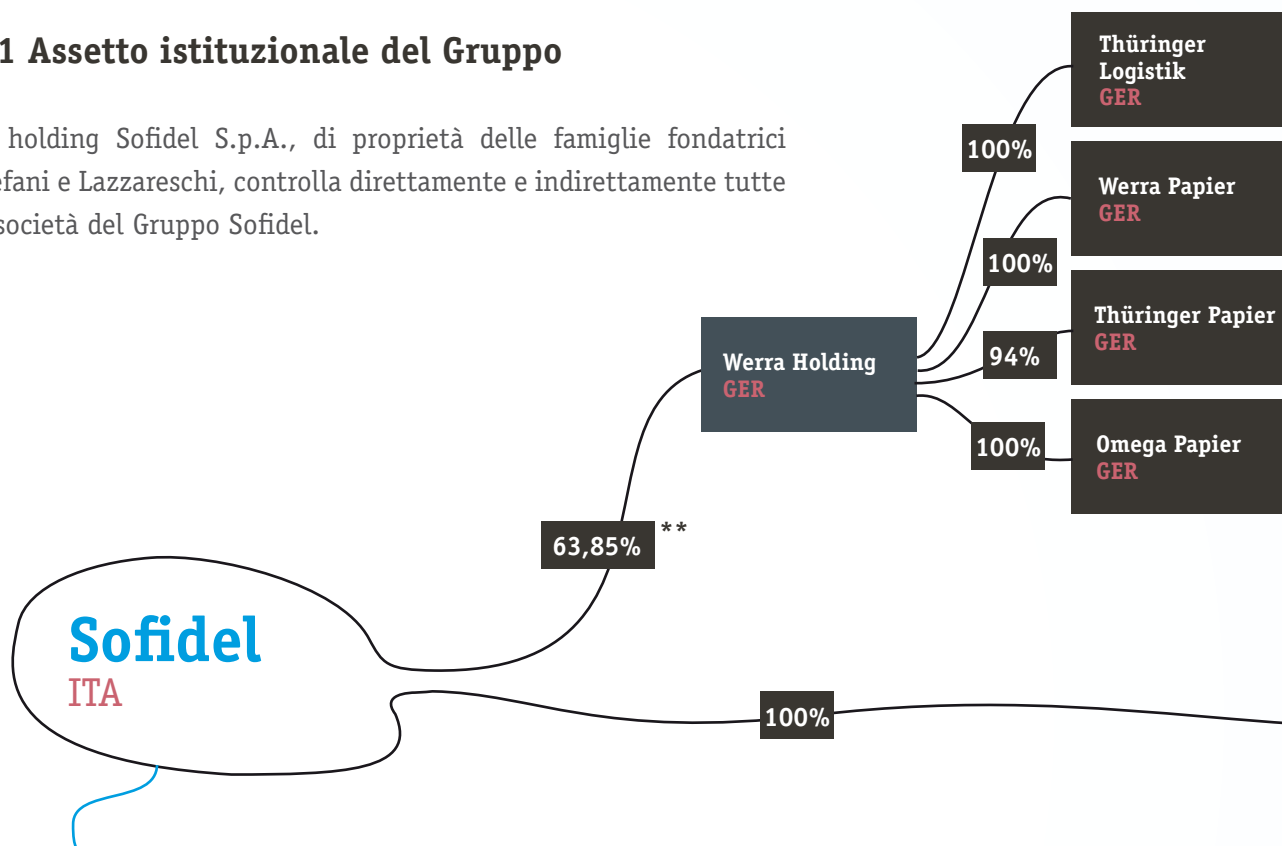 1 Assetto istituzionale del Gruppo
holding Sofidel S.p.A., di proprietà delle famiglie fondatrici
efani e Lazzareschi, controlla direttamente e indirettamente tutte
società del Gruppo Sofidel.
Thüringer
Logistik
GER
100%
Werra Papier
GER
100%
Thüringer Papier
GER
94%
Werra Holding
GER
Omega Papier
GER
100%
63,85% **
Sofidel
ITA
100%